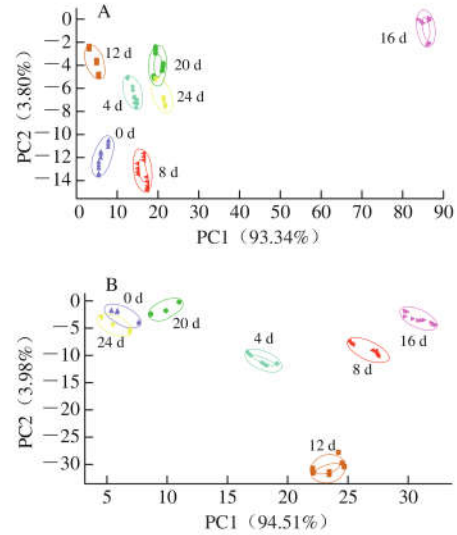 A
0
−2
−4
−6
−8
−10
−12
−14
PC2 (3.80%)
12 d
20 d
16 d
4 d
24 d
0 d
8 d
0 10 20 30 40 50 60 70 80 90
PC1 (93.34%)
B
0
−5
−10
−15
−20
−25
−30
PC2 (3.98%)
0 d
24 d
20 d
4 d
8 d
16 d
12 d
5 10 15 20 25 30
PC1 (94.51%)